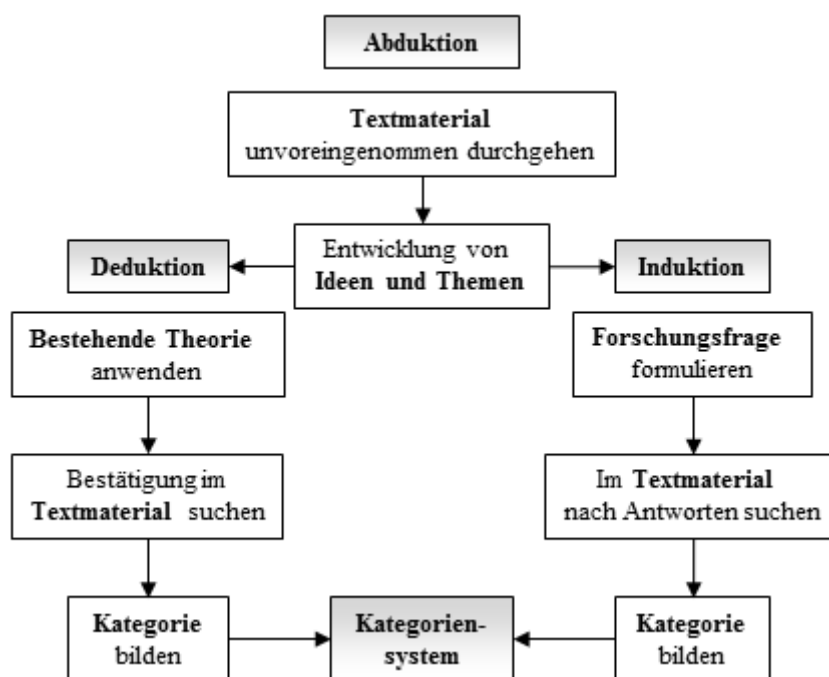 Abduktion
Textmaterial
unvoreingenommen durchgehen
Entwicklung von
Ideen und Themen
Deduktion
Induktion
Bestehende Theorie
anwenden
Forschungsfrage
formulieren
Bestätigung im
Textmaterial suchen
Im Textmaterial
nach Antworten suchen
Kategorie
bilden
Kategorien-
system
Kategorie
bilden